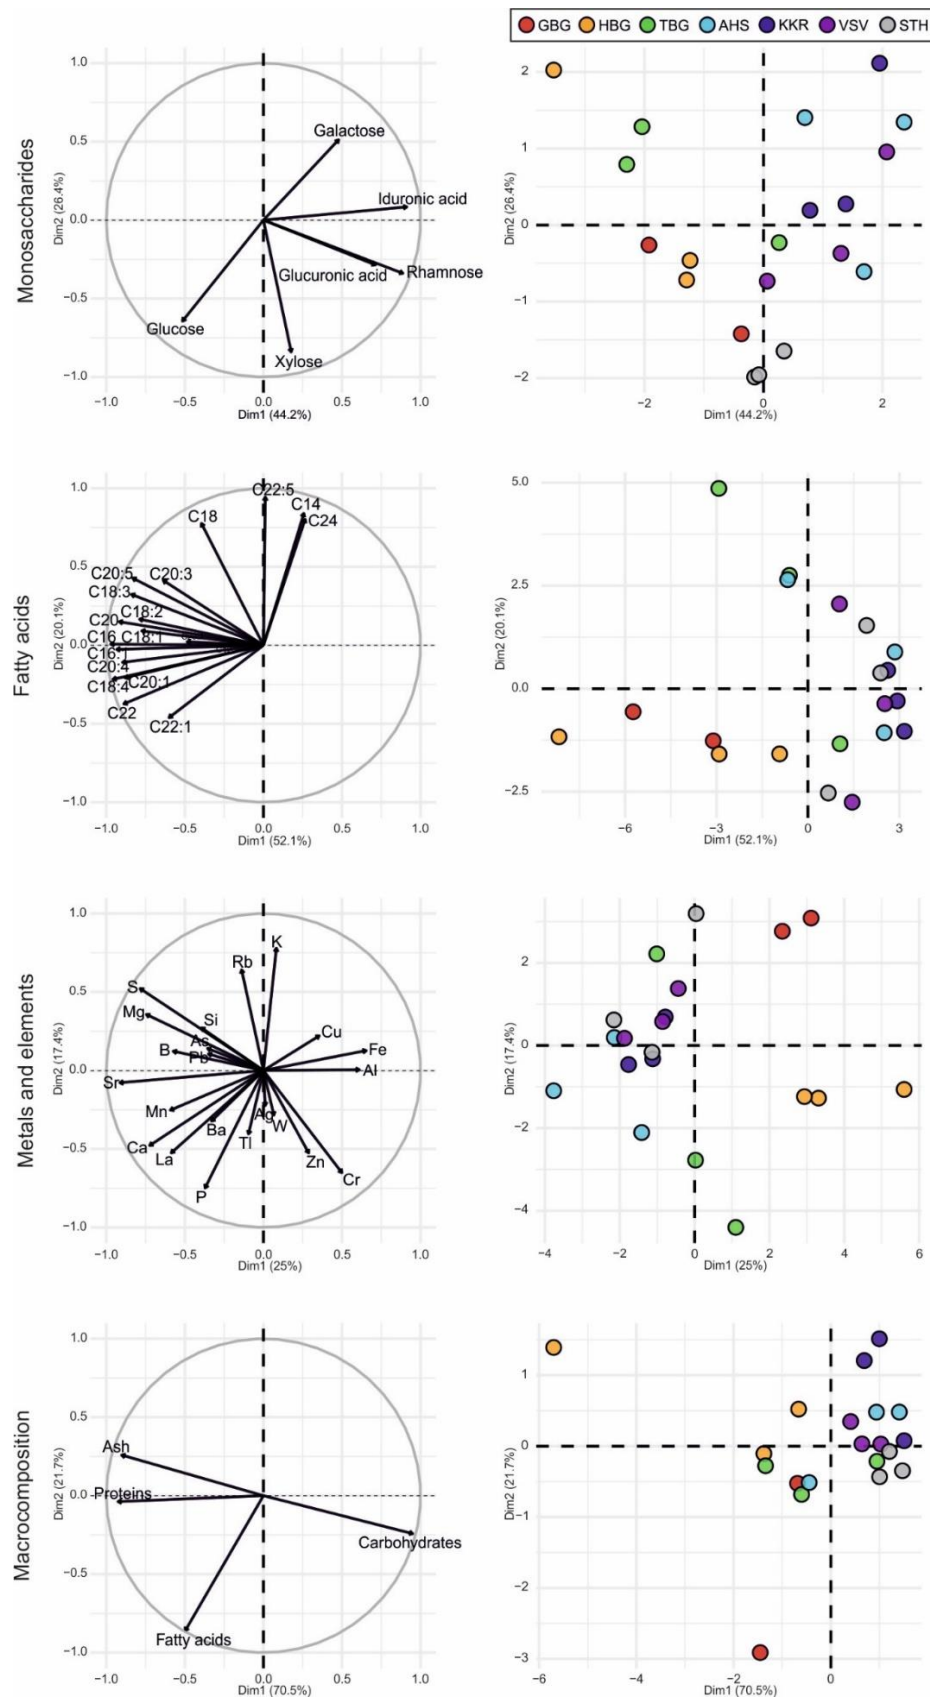 GBG HBG TBG AHS KKR VSV STH
Monosaccharides
Dim2 (26.4%)
1.0
0.5
0.0
−0.5
−1.0
Galactose
Iduronic acid
Glucuronic acid
Rhamnose
Glucose
Xylose
−1.0 −0.5 0.0 0.5 1.0
Dim1 (44.2%)
Dim2 (26.4%)
2
1
0
−1
−2
−2 0 2
Dim1 (44.2%)
Fatty acids
Dim2 (20.1%)
1.0
0.5
0.0
−0.5
−1.0
C22:5
C14
C18
C24
C20:5
C20:3
C18:3
C18:2
C20
C16
C18:1
C16:1
C20:4
C18:4
C20:1
C22
C22:1
−1.0 −0.5 0.0 0.5 1.0
Dim1 (52.1%)
Dim2 (20.1%)
5.0
2.5
0.0
−2.5
−6 −3 0 3
Dim1 (52.1%)
Metals and elements
Dim2 (17.4%)
1.0
0.5
0.0
−0.5
−1.0
K
Rb
S
Mg
Si
Cu
As
B
Pb
Fe
Al
Sr
Mn
Ag
W
Ba
Ca
La
Tl
Zn
Cr
P
−1.0 −0.5 0.0 0.5 1.0
Dim1 (25%)
Dim2 (17.4%)
2
0
−2
−4
−4 −2 0 2 4 6
Dim1 (25%)
Macrocomposition
Dim2 (21.7%)
1.0
0.5
0.0
−0.5
−1.0
Ash
Proteins
Carbohydrates
Fatty acids
−1.0 −0.5 0.0 0.5 1.0
Dim1 (70.5%)
Dim2 (21.7%)
1
0
−1
−2
−3
−6 −4 −2 0
Dim1 (70.5%)